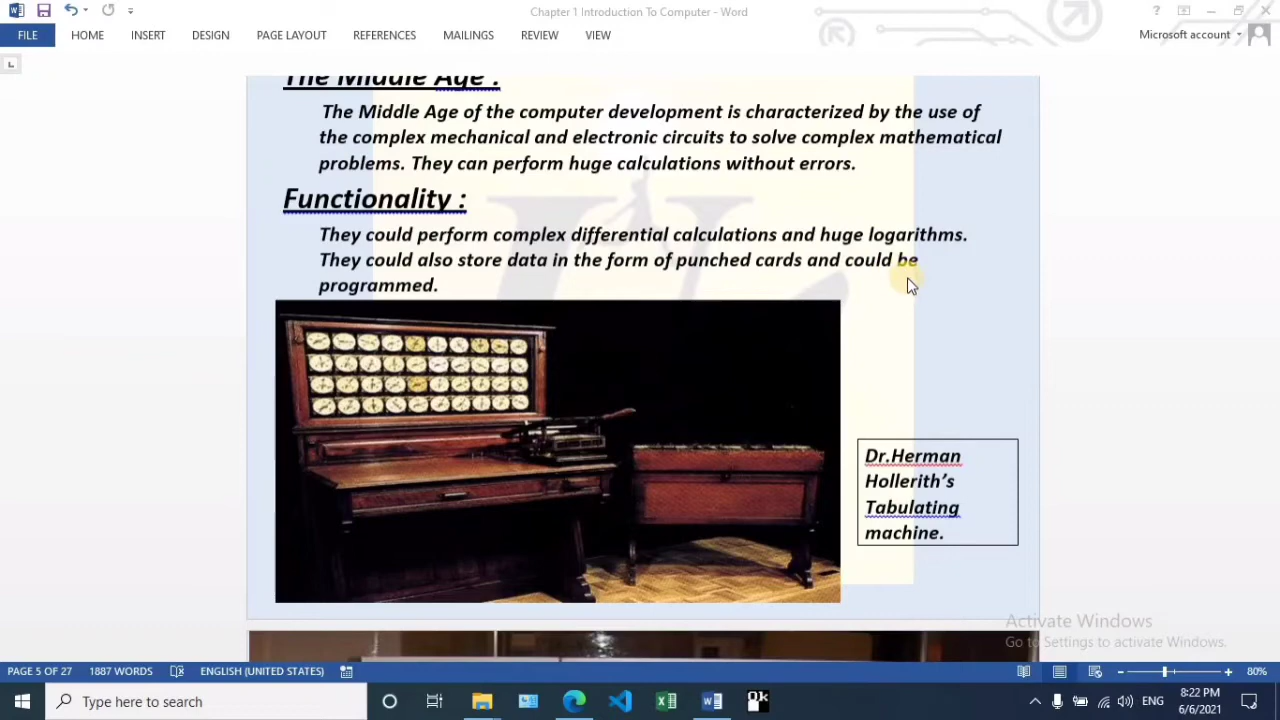 Chapter 1 Introduction To Computer - Word
FILE HOME INSERT DESIGN PAGE LAYOUT REFERENCES MAILINGS REVIEW VIEW Microsoft account
The Middle Age :
The Middle Age of the computer development is characterized by the use of
the complex mechanical and electronic circuits to solve complex mathematical
problems. They can perform huge calculations without errors.
Functionality :
They could perform complex differential calculations and huge logarithms.
They could also store data in the form of punched cards and could be
programmed.
Dr.Herman
Hollerith’s
Tabulating
machine.
Activate Windows
Go to Settings to activate Windows.
PAGE 5 OF 27 1887 WORDS ENGLISH (UNITED STATES) 80%
Type here to search
Ok
ENG
8:22 PM
6/6/2021